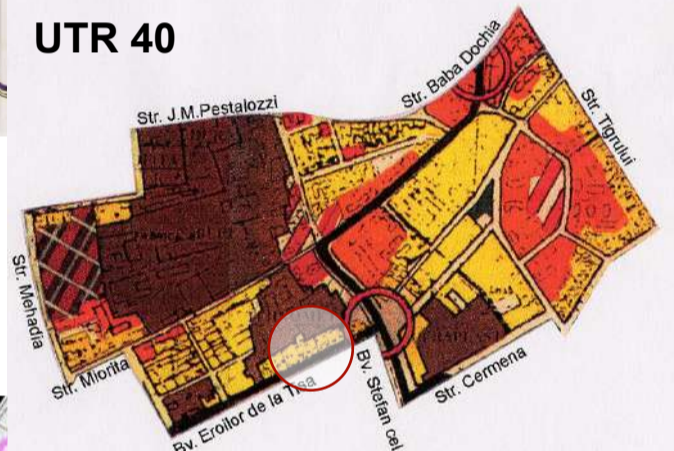 UTR 40
Str. J.M.Pestalozzi
Str. Baba Dochia
Str. Tigrului
Str. Mehadia
Str. Miorita
Bv. Eroilor de la Tisa
Bv. Stefan cel
Str. Cermena